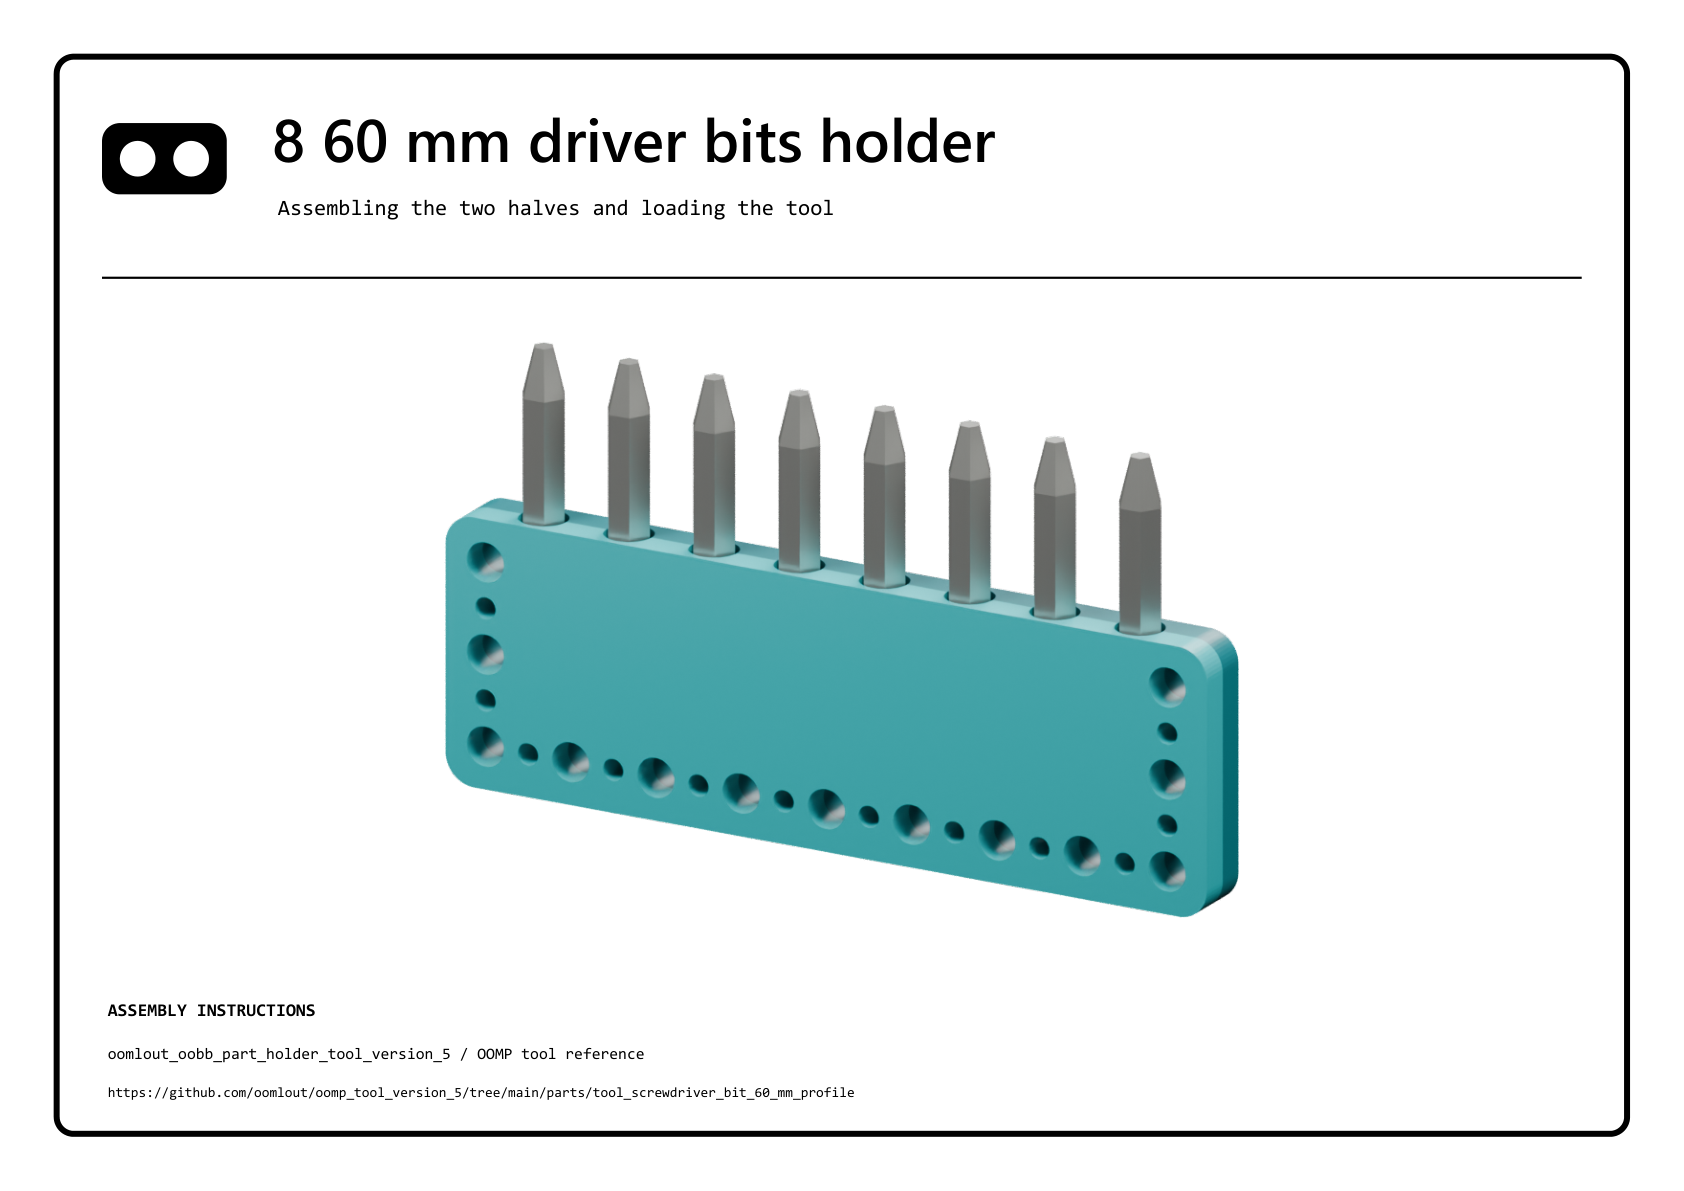 8 60 mm driver bits holder
Assembling the two halves and loading the tool
ASSEMBLY INSTRUCTIONS
oomlout_oobb_part_holder_tool_version_5 / OOMP tool reference
https://github.com/oomlout/oomp_tool_version_5/tree/main/parts/tool_screwdriver_bit_60_mm_profile